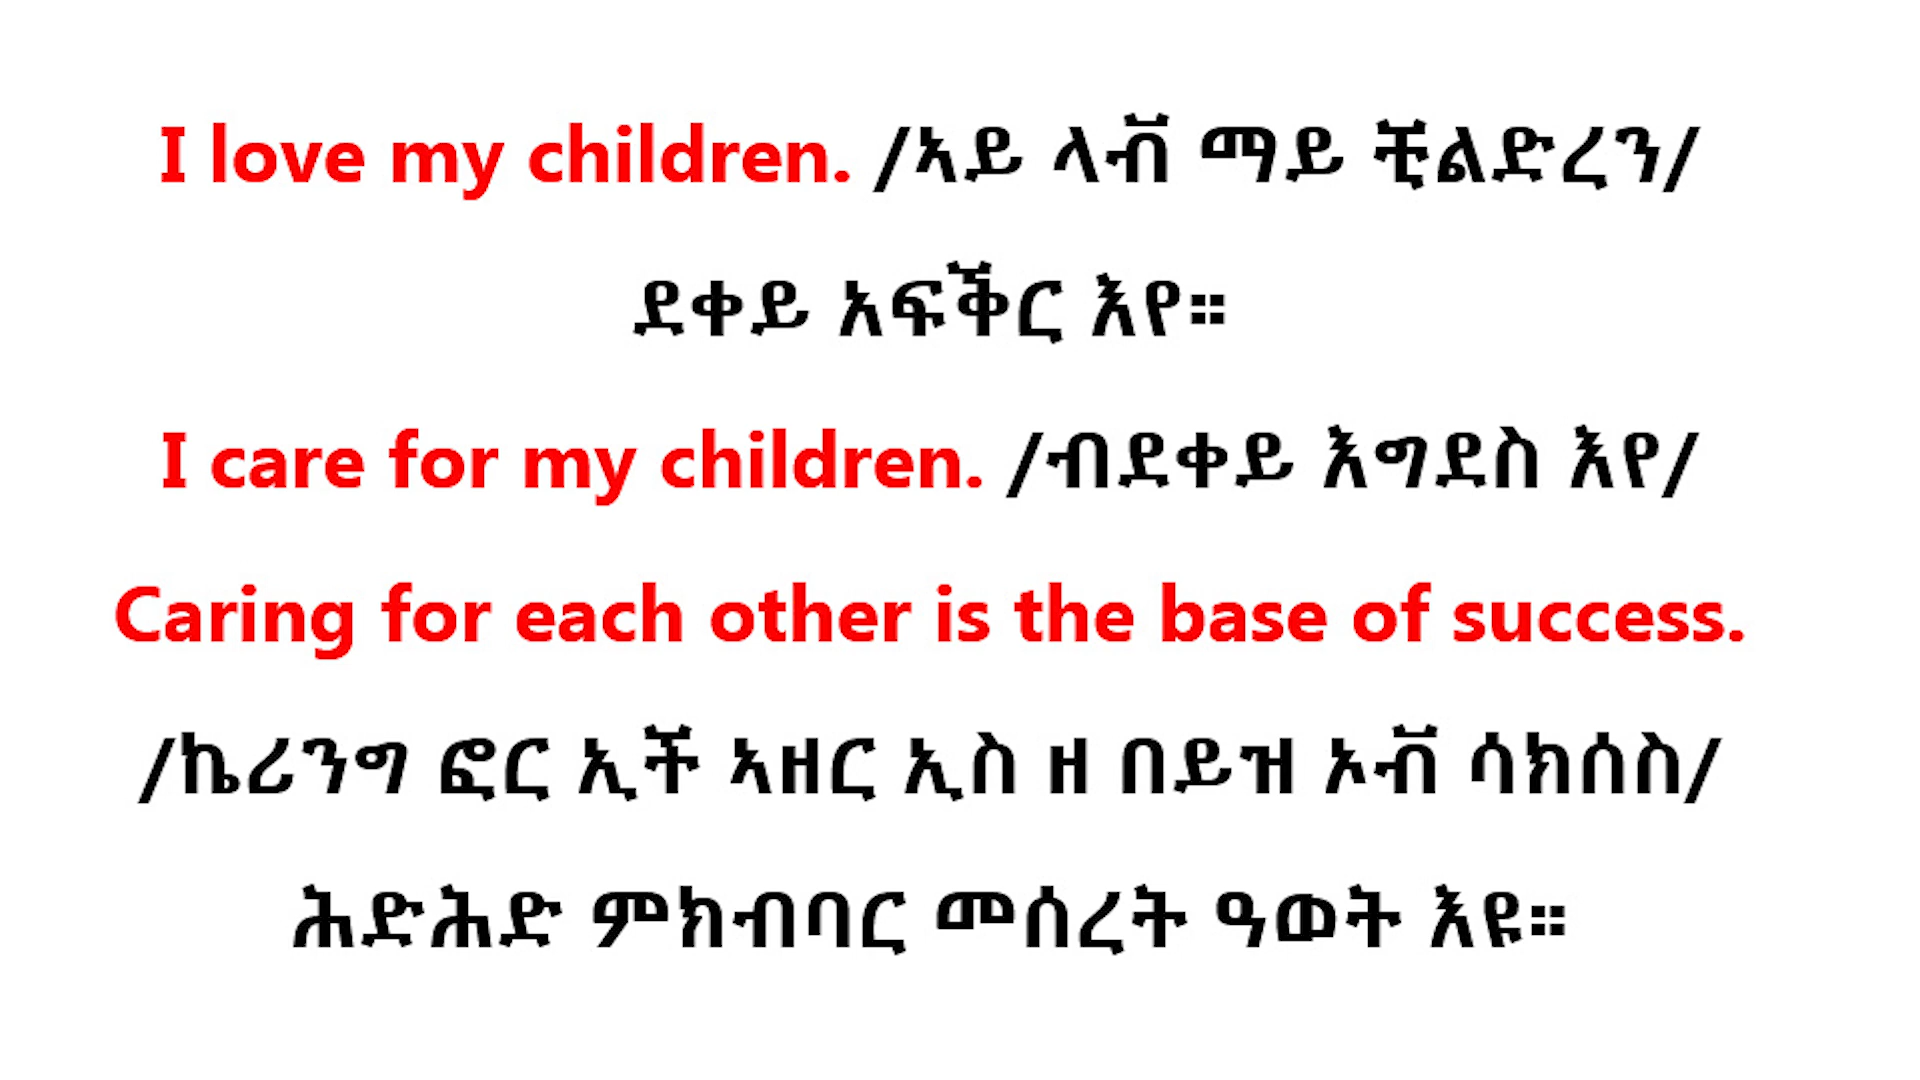 I love my children. /ኣይ ላቭ ማይ ቺልድረን/
ደቀይ አፍቅር እየ።
I care for my children. /ብደቀይ እግደስ እየ/
Caring for each other is the base of success.
/ኬሪንግ ፎር ኢች ኣዘር ኢስ ዘ በይዝ ኦቭ ሳክሰስ/
ሕድሕድ ምክብባር መሰረት ዓወት እዩ።